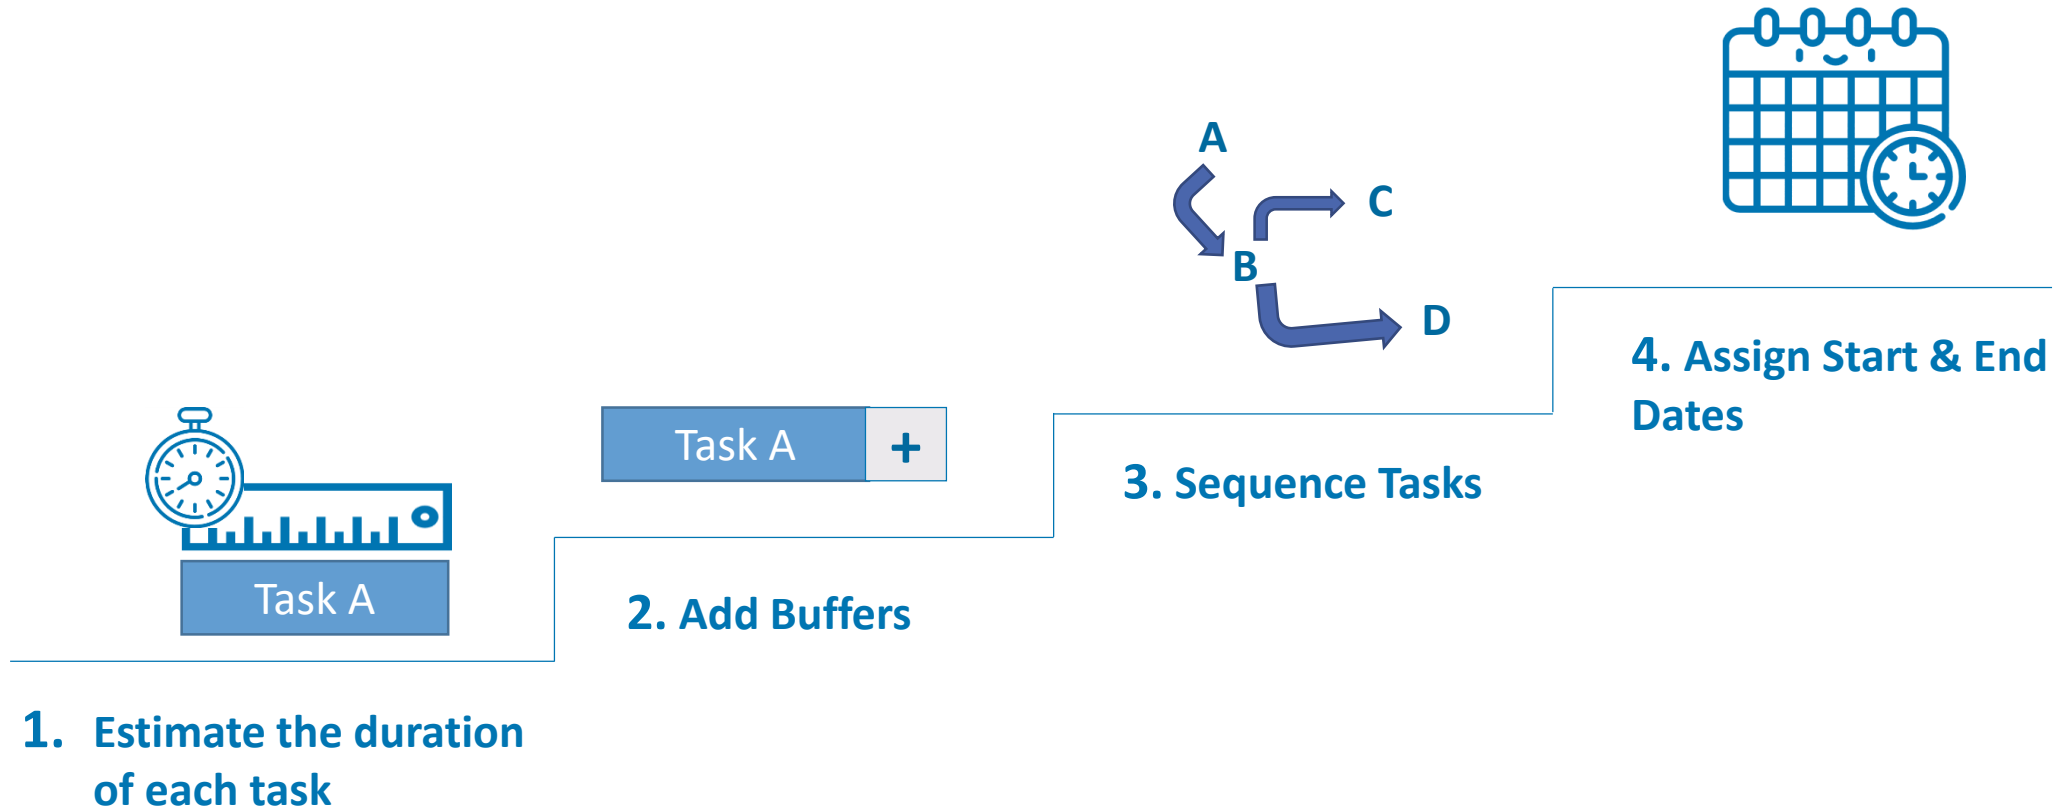 Task A
1. Estimate the duration
of each task
Task A
+
2. Add Buffers
A
C
B
D
3. Sequence Tasks
4. Assign Start & End
Dates